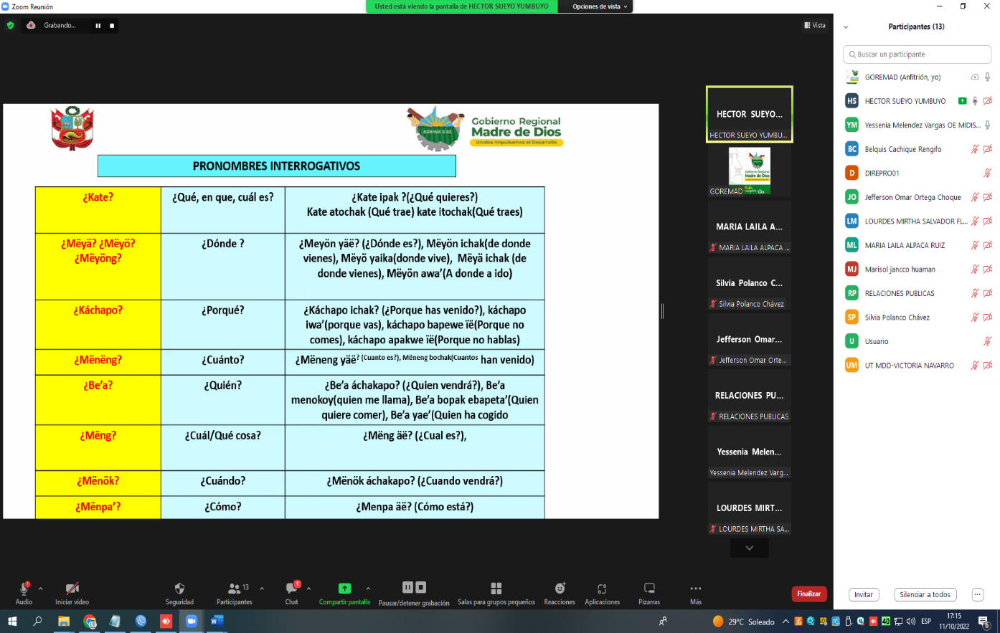 Zoom Reunión
Usted está viendo la pantalla de HECTOR SUEYO YUMBUYO
Opciones de vista
Grabando...
Vista
Gobierno Regional
Madre de Dios
Unidos Impulsamos el Desarrollo
REGION MADRE DE DIOS
PRONOMBRES INTERROGATIVOS
¿Kate?
¿Qué, en que, cuál es?
¿Kate ipak ?(¿Qué quieres?)
Kate atochak (Qué trae) kate itochak(Qué traes)
¿Mëyä? ¿Mëyö?
¿Mëyöng?
¿Dónde ?
¿Meyön yäë? (¿Dónde es?), Mëyön ichak(de donde
vienes), Mëyö yaika(donde vive), Mëyä ichak (de
donde vienes), Mëyön awa’(A donde a ido)
¿Káchapo?
¿Porqué?
¿Káchapo ichak? (¿Porque has venido?), káchapo
iwa’(porque vas), káchapo bapewe ïë(Porque no
comes), káchapo apakwe ïë(Porque no hablas)
¿Mënëng?
¿Cuánto?
¿Mëneng yäë? (Cuanto es?), Mëneng bochak(Cuantos han venido)
¿Be’a?
¿Quién?
¿Be’a áchakapo? (¿Quien vendrá?), Be’a
menokoy(quien me llama), Be’a bopak ebapeta’(Quien
quiere comer), Be’a yae’(Quien ha cogido
¿Mëng?
¿Cuál/Qué cosa?
¿Mëng äë? (¿Cual es?),
¿Mënök?
¿Cuándo?
¿Mënök áchakapo? (¿Cuando vendrá?)
¿Mënpa’?
¿Cómo?
¿Menpa äë? (Cómo está?)
HECTOR SUEYO...
HECTOR SUEYO YUMBU...
Gobierno Regional
Madre de Dios
GOREMAD
MARIA LAILA A...
MARIA LAILA ALPACA ...
Silvia Polanco C...
Silvia Polanco Chávez
Jefferson Omar...
Jefferson Omar Orte...
RELACIONES PU...
RELACIONES PUBLICAS
Yessenia Melen...
Yessenia Melendez Varg...
LOURDES MIRT...
LOURDES MIRTHA SA...
Participantes (13)
Buscar un participante
GOREMAD (Anfitrión, yo)
HS HECTOR SUEYO YUMBUYO
YM Yessenia Melendez Vargas OE MIDIS...
BC Belquis Cachique Rengifo
D DIREPRO01
JO Jefferson Omar Ortega Choque
LM LOURDES MIRTHA SALVADOR FL...
ML MARIA LAILA ALPACA RUIZ
MJ Marisol jancco huaman
RP RELACIONES PUBLICAS
SP Silvia Polanco Chávez
U Usuario
UM UT MDD-VICTORIA NAVARRO
Invitar
Silenciar a todos
...
Audio
Iniciar vídeo
Seguridad
13
Participantes
1
Chat
Compartir pantalla
Pausar/detener grabación
Salas para grupos pequeños
Reacciones
Aplicaciones
Pizarras
Más
Finalizar
29°C Soleado
40
ESP
17:15
11/10/2022
6